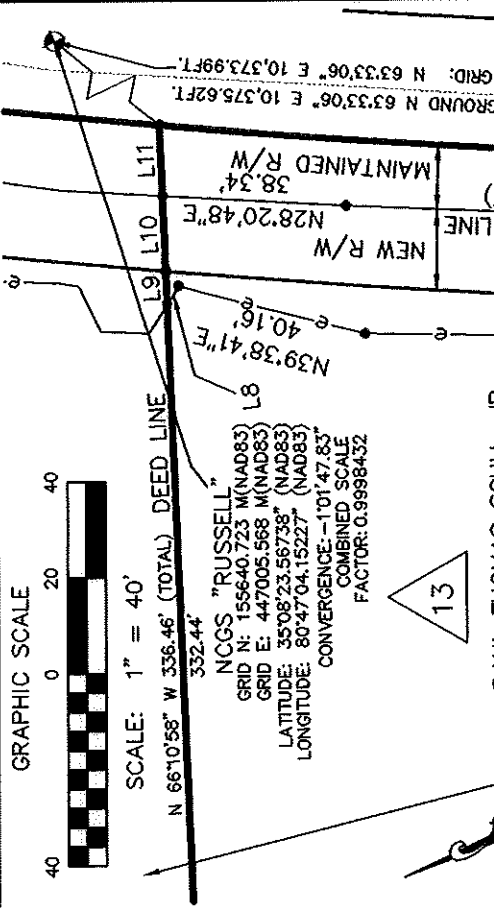 GRAPHIC SCALE
40 0 20 40
SCALE: 1" = 40'
N 66°10'58" W 336.46' (TOTAL) DEED LINE
332.44'
L9 L10 L11
L8
NCGS "RUSSELL"
GRID N: 155640.723 M(NAD83)
GRID E: 447005.568 M(NAD83)
LATITUDE: 35°08'23.56738" (NAD83)
LONGITUDE: 80°47'04.15227" (NAD83)
CONVERGENCE: -1°01'47.83"
COMBINED SCALE
FACTOR: 0.9998432
13
N39°38'41"E
40.16'
e
e
e
e
N28°20'48"E
38.34'
NEW R/W
MAINTAINED R/W
LINE
GROUND N 63°33'06" E 10,375.62FT.
GRID: N 63°33'06" E 10,373.99FT.